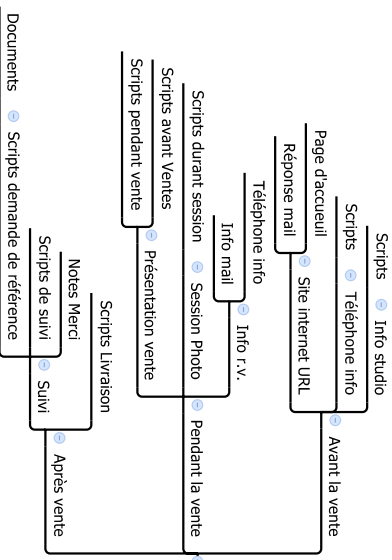 Scripts
Info studio
Scripts
Téléphone info
Page d'accueuil
Réponse mail
Site internet URL
Avant la vente
Téléphone info
Info mail
Info r.v.
Scripts durant session
Session Photo
Scripts avant Ventes
Scripts pendant vente
Présentation vente
Pendant la vente
Scripts Livraison
Notes Merci
Scripts de suivi
Suivi
Documents
Scripts demande de référence
Après vente